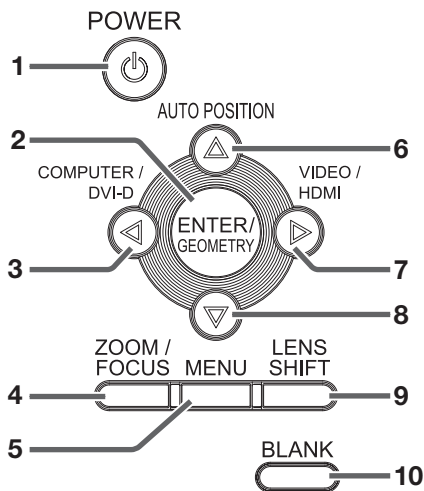 POWER
1
AUTO POSITION
2
6
COMPUTER /
DVI-D
VIDEO /
HDMI
ENTER/
GEOMETRY
3
7
8
ZOOM /
FOCUS
MENU
LENS
SHIFT
4
9
5
BLANK
10